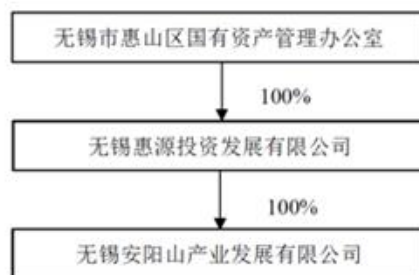 无锡市惠山区国有资产管理办公室
100%
无锡惠源投资发展有限公司
100%
无锡安阳山产业发展有限公司